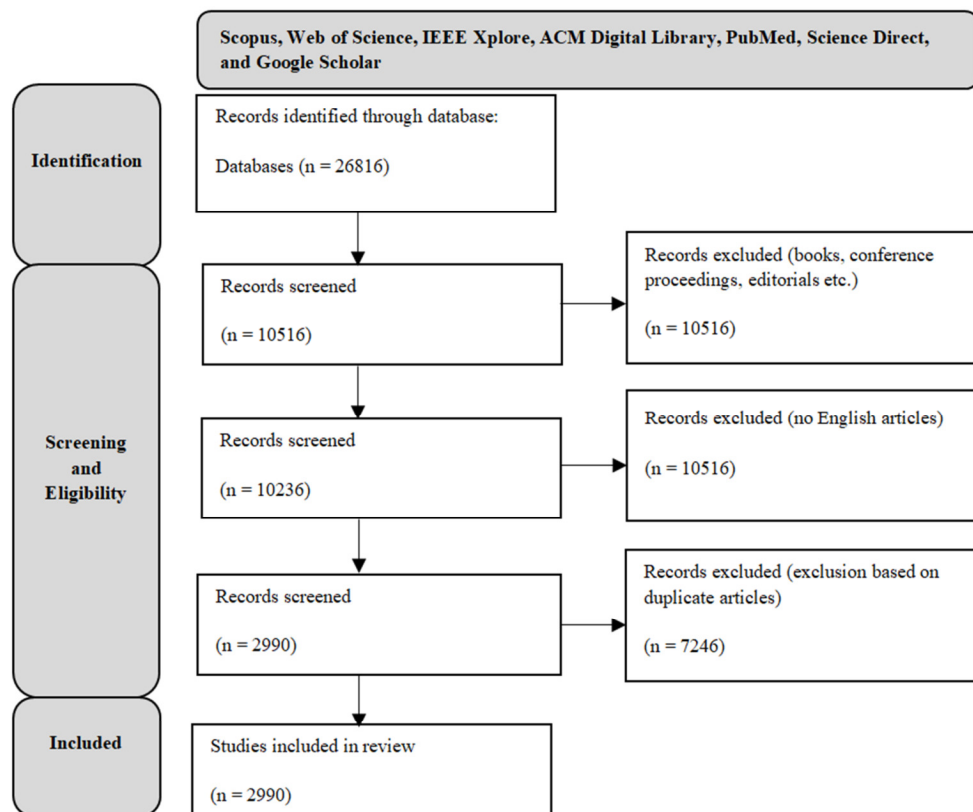 Scopus, Web of Science, IEEE Xplore, ACM Digital Library, PubMed, Science Direct,
and Google Scholar
Identification
Records identified through database:
Databases (n = 26816)
Records screened
(n = 10516)
Records excluded (books, conference
proceedings, editorials etc.)
(n = 10516)
Screening
and
Eligibility
Records screened
(n = 10236)
Records excluded (no English articles)
(n = 10516)
Records screened
(n = 2990)
Records excluded (exclusion based on
duplicate articles)
(n = 7246)
Included
Studies included in review
(n = 2990)